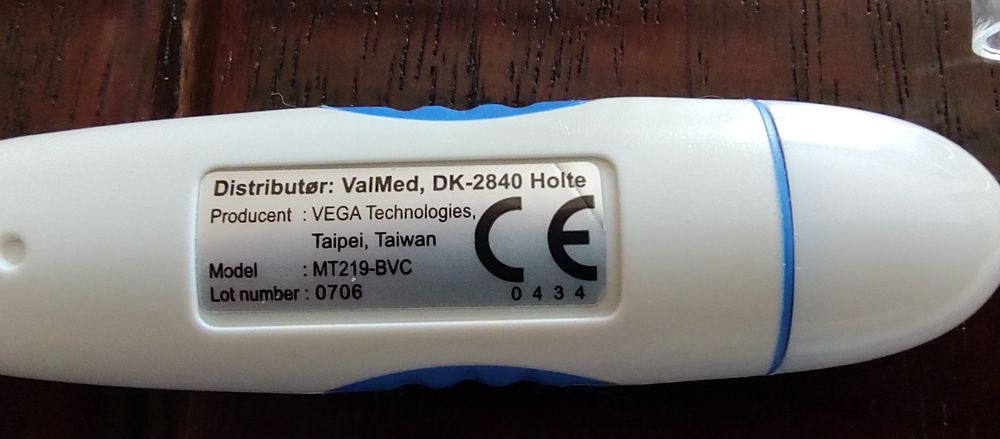 Distributør: ValMed, DK-2840 Holte
Producent : VEGA Technologies,
Taipei, Taiwan
Model : MT219-BVC
Lot number : 0706
CE
0434